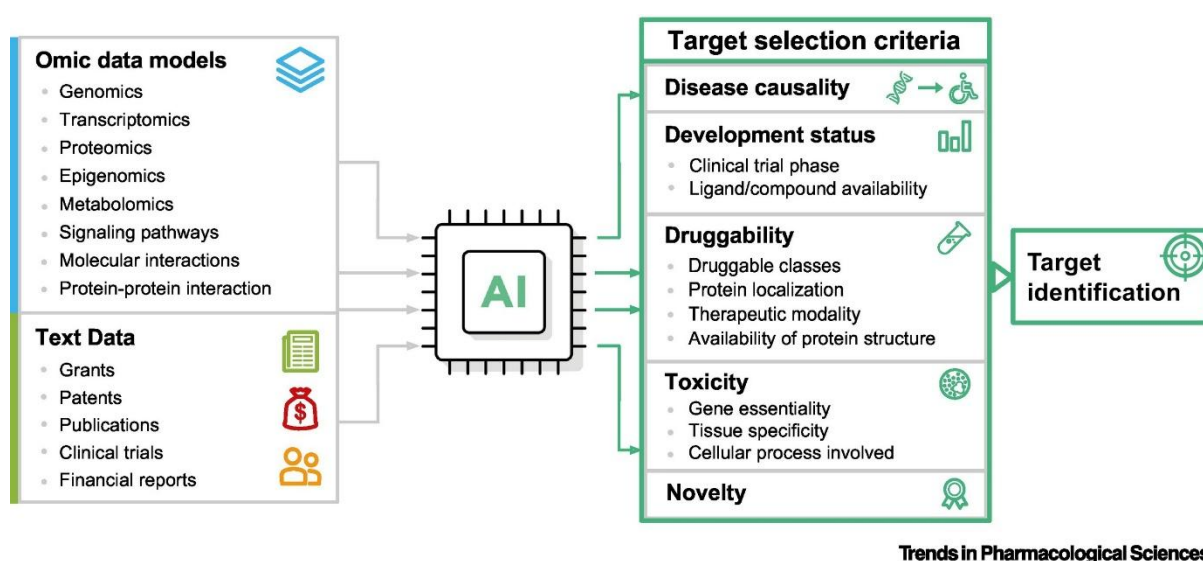 Omic data models
Genomics
Transcriptomics
Proteomics
Epigenomics
Metabolomics
Signaling pathways
Molecular interactions
Protein-protein interaction
Text Data
Grants
Patents
Publications
Clinical trials
Financial reports
$
AI
Target selection criteria
Disease causality
Development status
Clinical trial phase
Ligand/compound availability
Druggability
Druggable classes
Protein localization
Therapeutic modality
Availability of protein structure
Toxicity
Gene essentiality
Tissue specificity
Cellular process involved
Novelty
Target
identification
Trends in Pharmacological Sciences